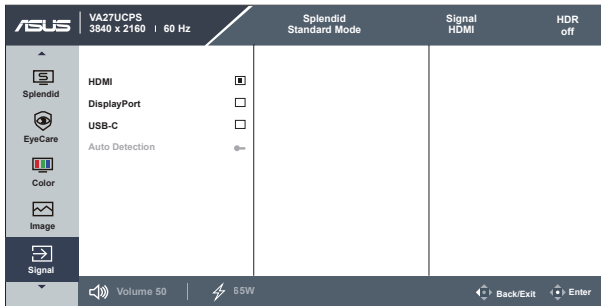 ASUS
VA27UCPS
3840 x 2160 | 60 Hz
Splendid
Standard Mode
Signal
HDMI
HDR
off
Splendid
EyeCare
Color
Image
Signal
HDMI
DisplayPort
USB-C
Auto Detection
Volume 50
65W
Back/Exit
Enter